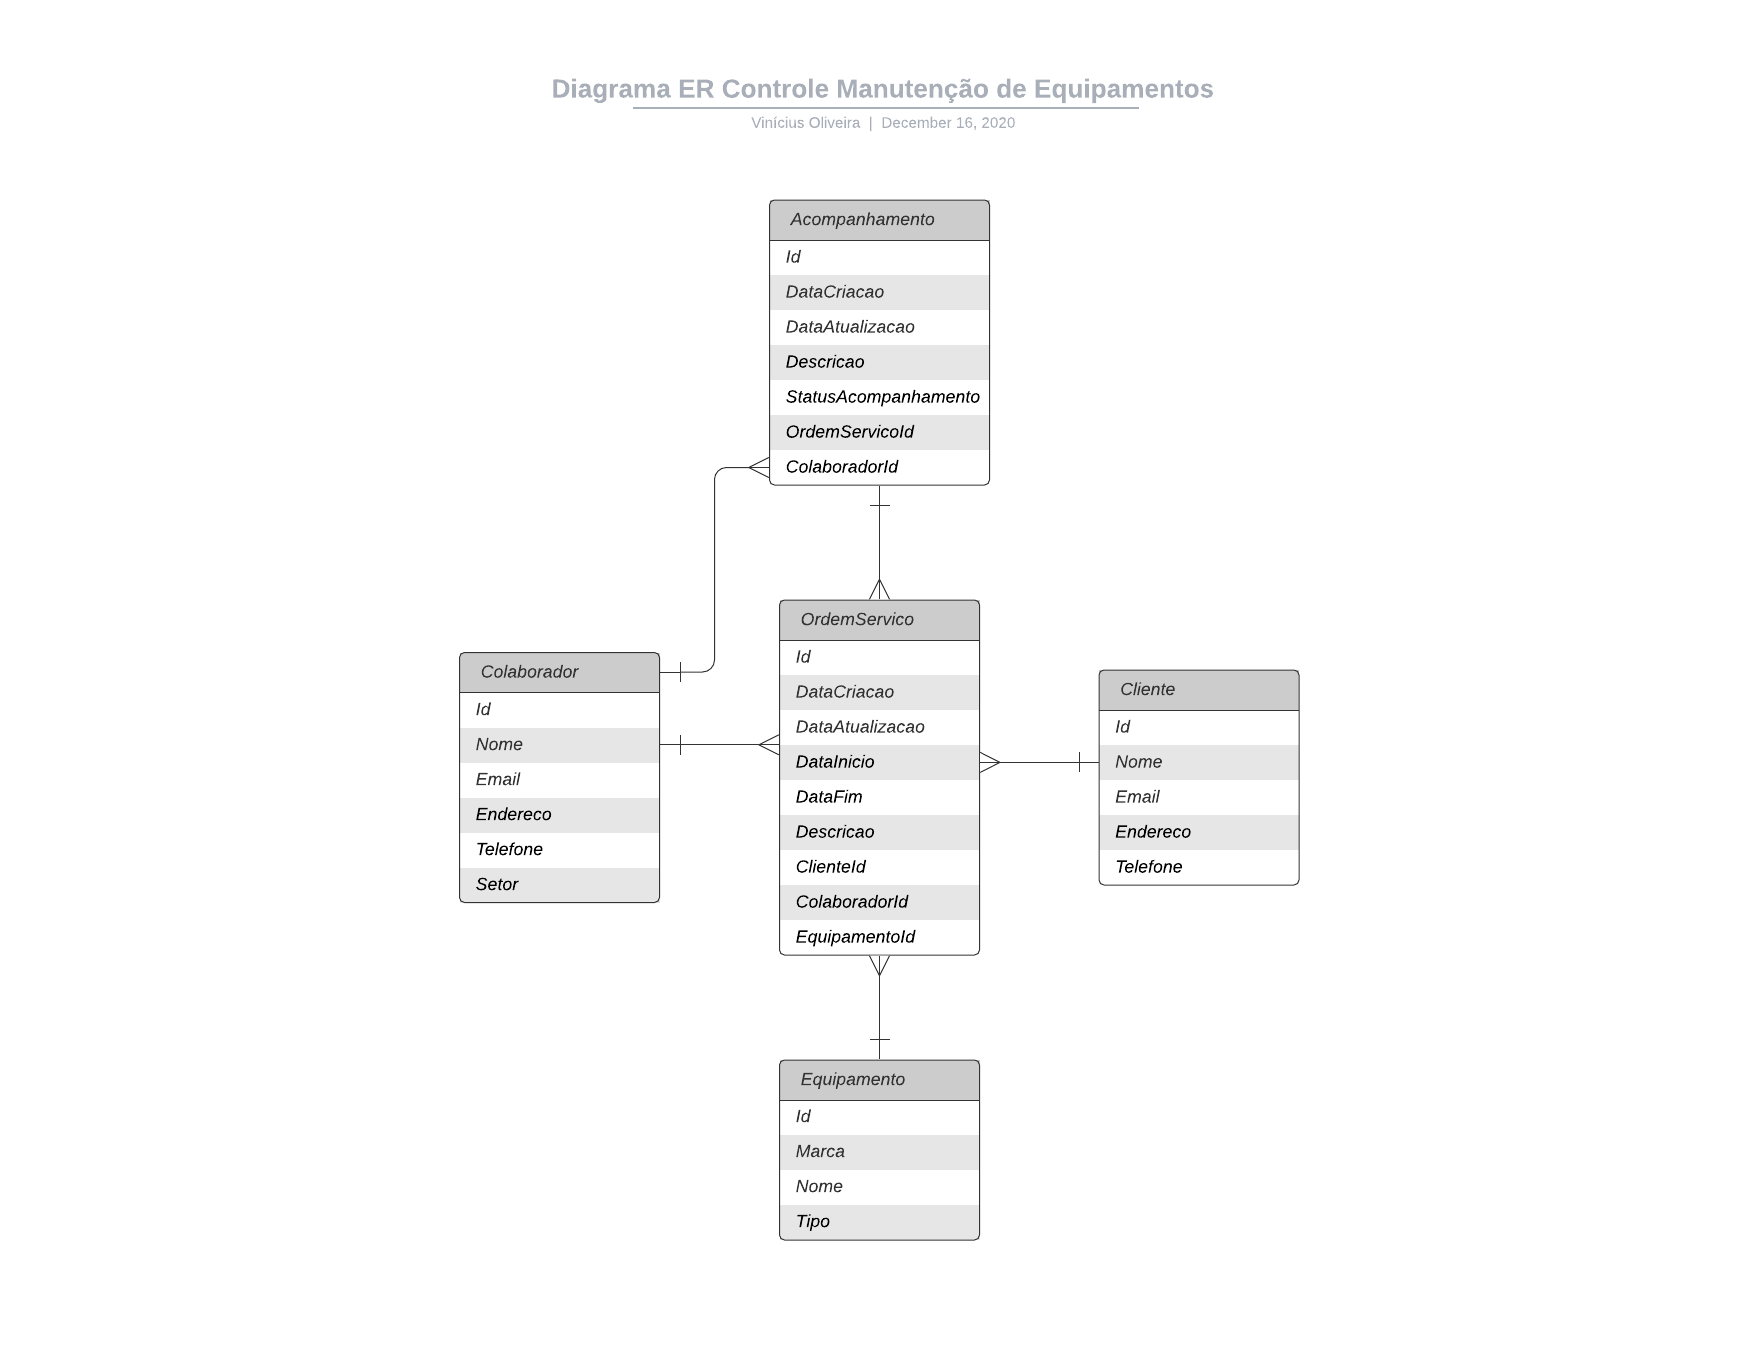 Diagrama ER Controle Manutenção de Equipamentos
Vinícius Oliveira | December 16, 2020
Acompanhamento
Id
DataCriacao
DataAtualizacao
Descricao
StatusAcompanhamento
OrdemServicoId
ColaboradorId
Colaborador
Id
Nome
Email
Endereco
Telefone
Setor
OrdemServico
Id
DataCriacao
DataAtualizacao
DataInicio
DataFim
Descricao
ClienteId
ColaboradorId
EquipamentoId
Cliente
Id
Nome
Email
Endereco
Telefone
Equipamento
Id
Marca
Nome
Tipo